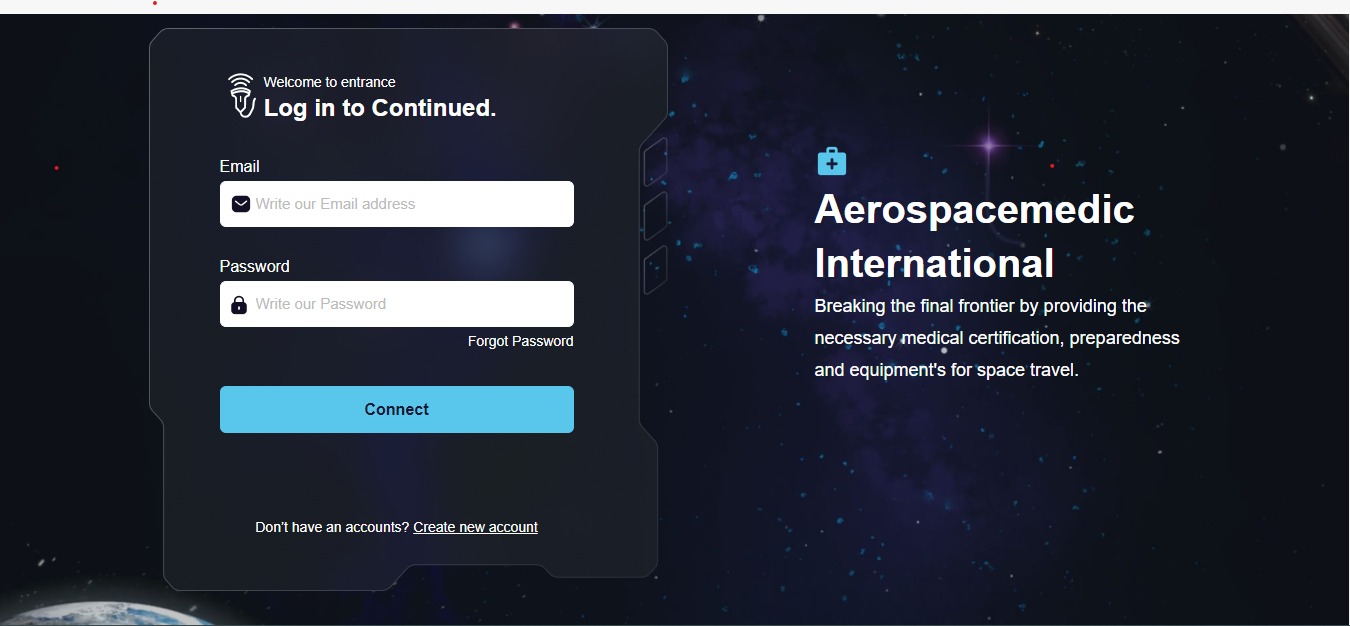 Welcome to entrance
Log in to Continued.
Email
Write our Email address
Password
Write our Password
Forgot Password
Connect
Don't have an accounts? Create new account
Aerospacemedic
International
Breaking the final frontier by providing the
necessary medical certification, preparedness
and equipment's for space travel.